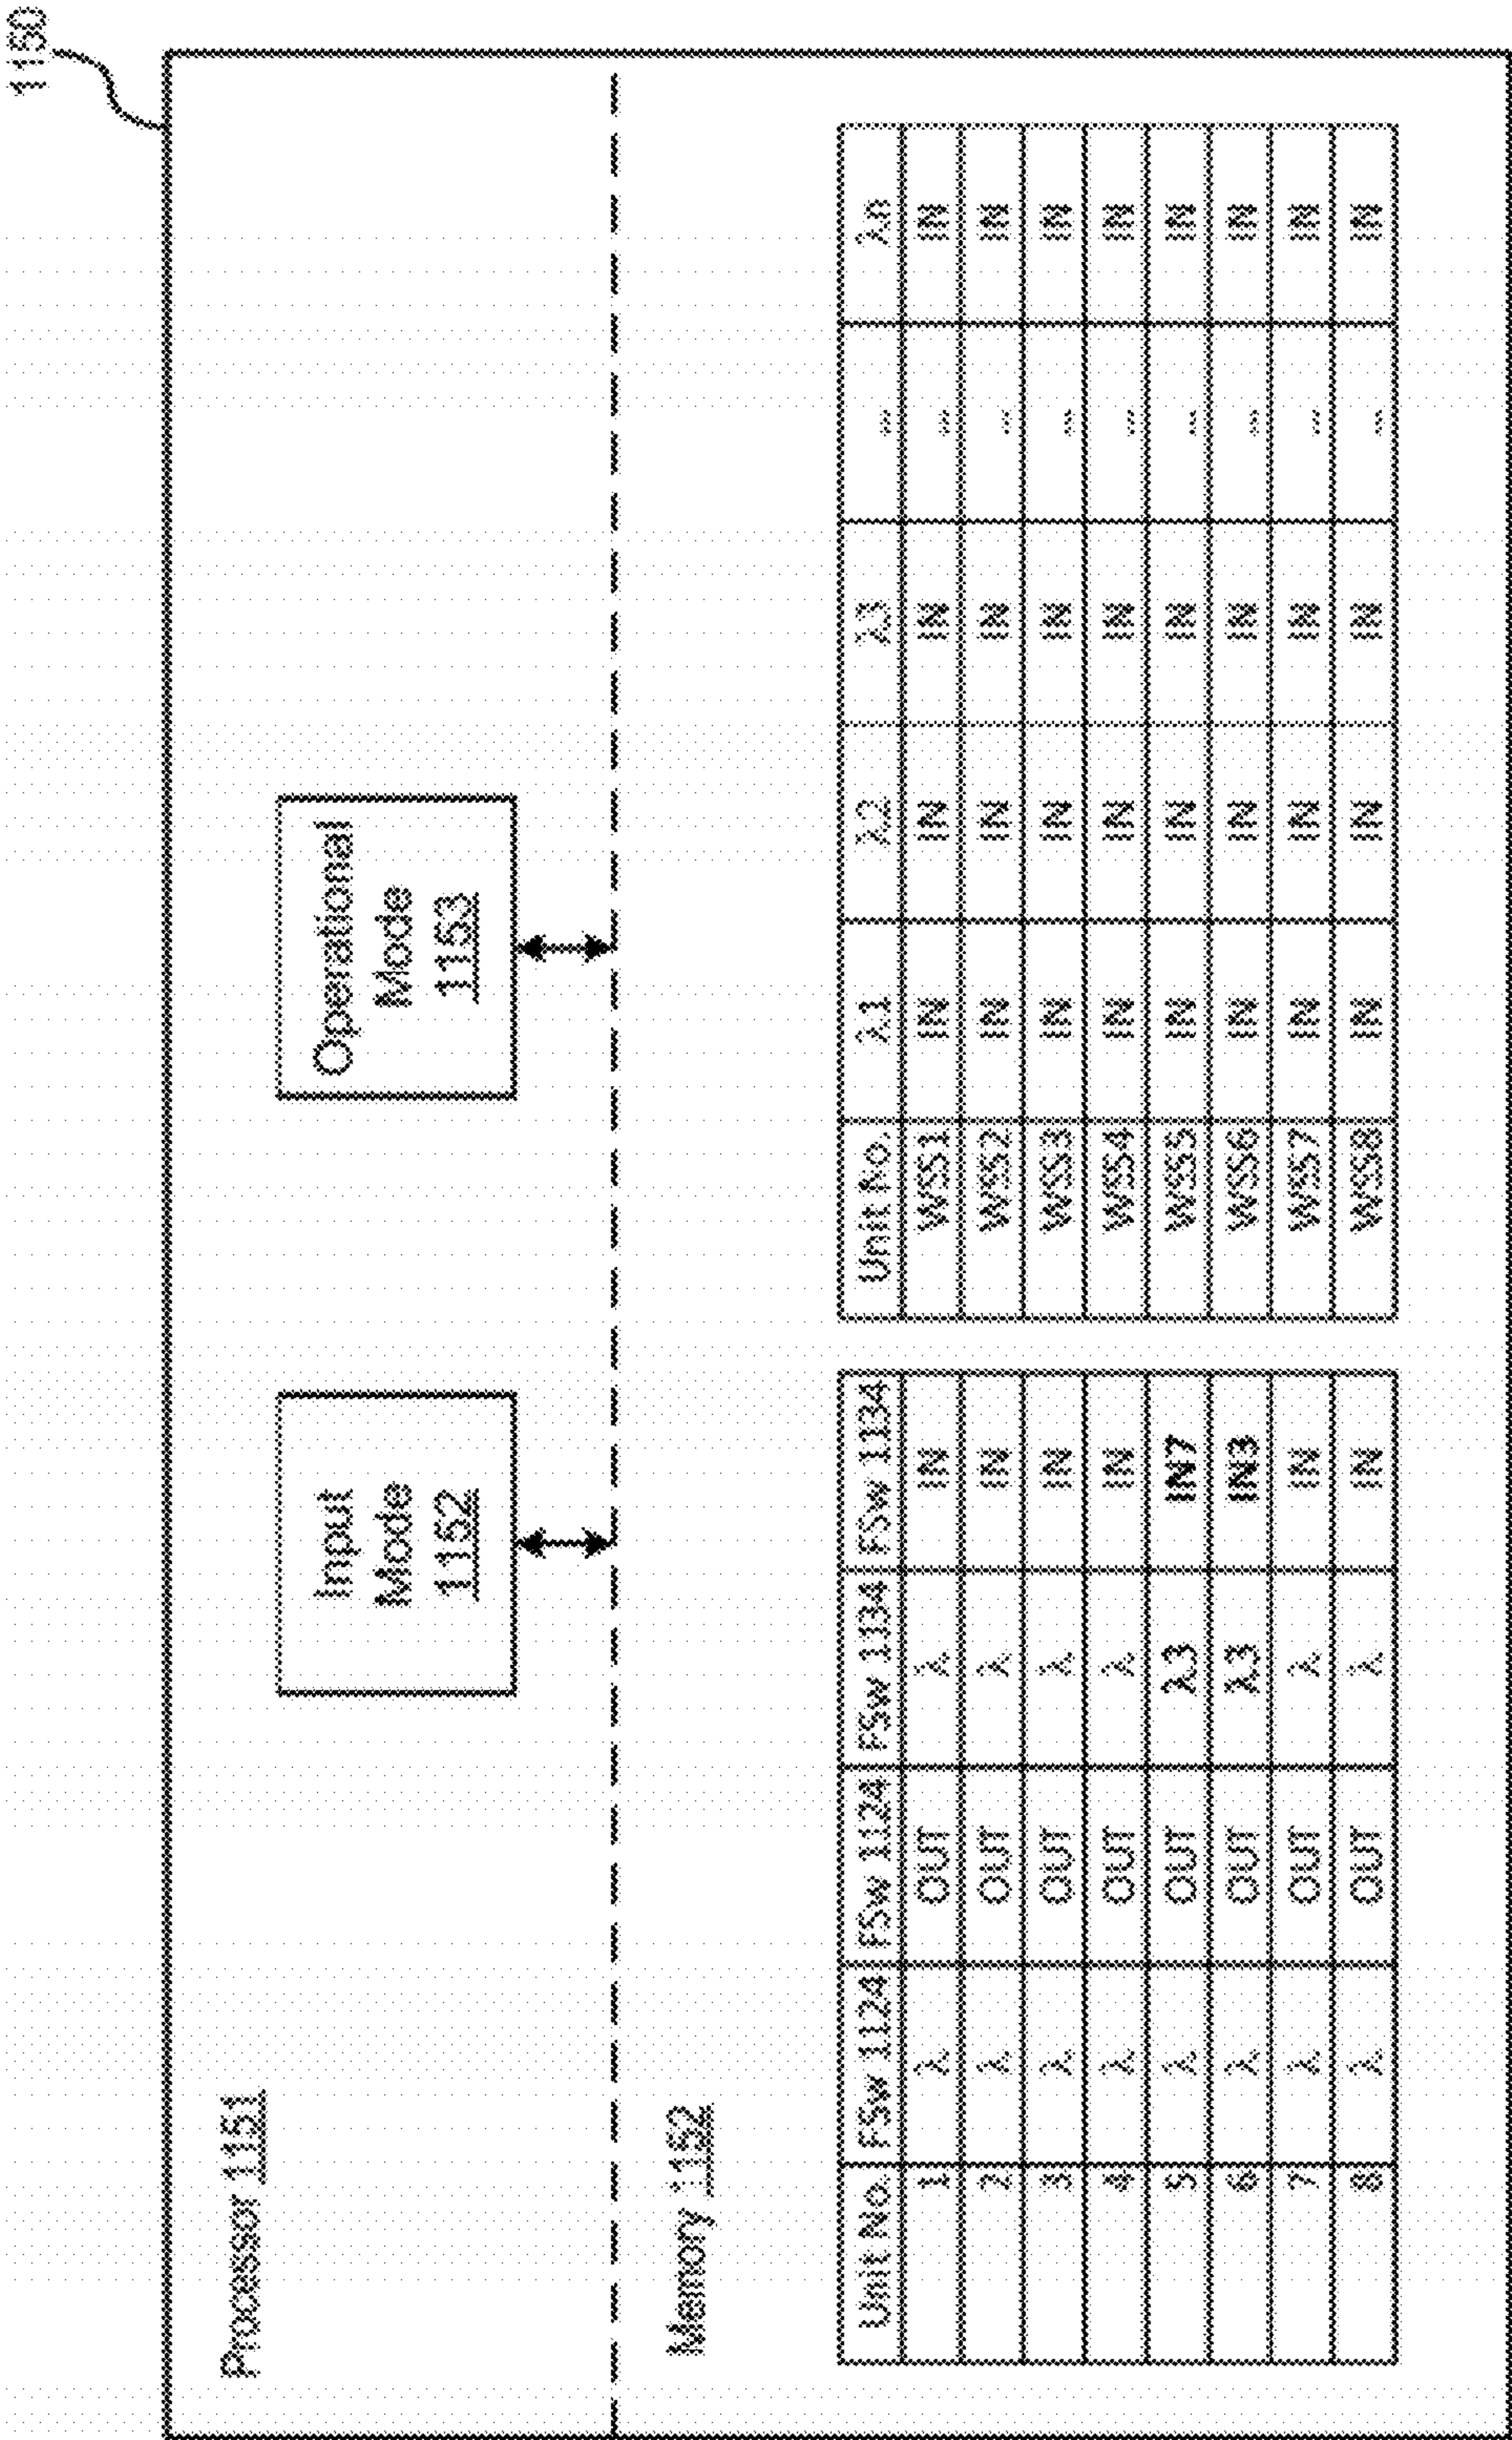 1150
Processor 1151
Input
Mode
1152
Operational
Mode
1153
Memory 1152
Unit No. FSw 1124 FSw 1124 FSw 1134 FSw 1134
1 λ OUT λ IN
2 λ OUT λ IN
3 λ OUT λ IN
4 λ OUT λ IN
5 λ OUT λ3 IN7
6 λ OUT λ3 IN3
7 λ OUT λ IN
8 λ OUT λ IN
Unit No. λ1 λ2 λ3 ... λn
WSS1 IN IN IN ... IN
WSS2 IN IN IN ... IN
WSS3 IN IN IN ... IN
WSS4 IN IN IN ... IN
WSS5 IN IN IN ... IN
WSS6 IN IN IN ... IN
WSS7 IN IN IN ... IN
WSS8 IN IN IN ... IN